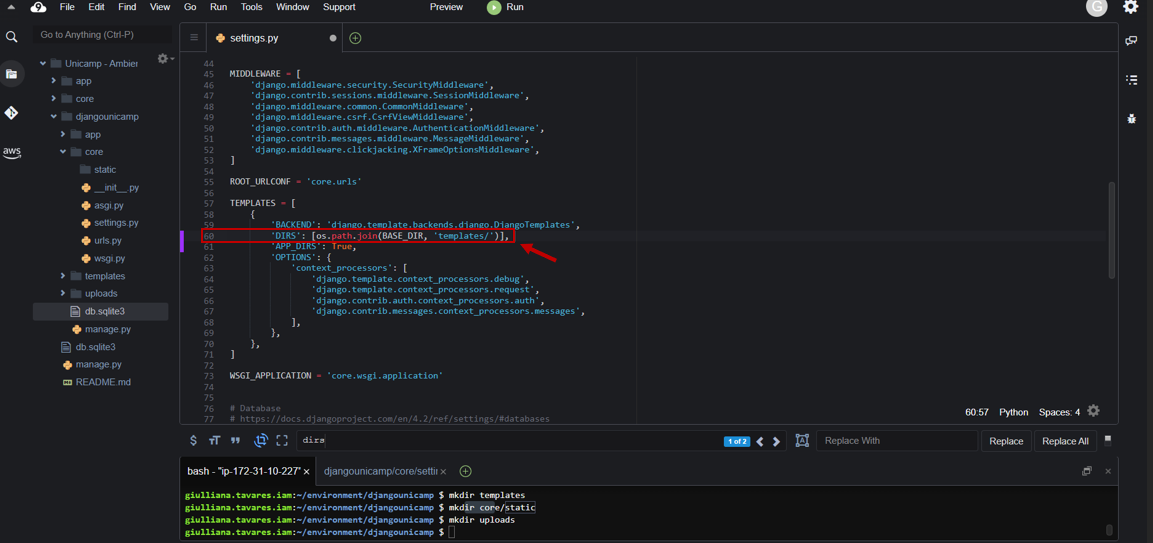 File Edit Find View Go Run Tools Window Support Preview Run G
Go to Anything (Ctrl-P)
settings.py
Unicamp - Ambier
app
core
djangounicamp
app
core
static
__init__.py
asgi.py
settings.py
urls.py
wsgi.py
templates
uploads
db.sqlite3
manage.py
db.sqlite3
manage.py
README.md
aws
44
45 MIDDLEWARE = [
46 'django.middleware.security.SecurityMiddleware',
47 'django.contrib.sessions.middleware.SessionMiddleware',
48 'django.middleware.common.CommonMiddleware',
49 'django.middleware.csrf.CsrfViewMiddleware',
50 'django.contrib.auth.middleware.AuthenticationMiddleware',
51 'django.contrib.messages.middleware.MessageMiddleware',
52 'django.middleware.clickjacking.XFrameOptionsMiddleware',
53 ]
54
55 ROOT_URLCONF = 'core.urls'
56
57 TEMPLATES = [
58 {
59 'BACKEND': 'django.template.backends.django.DjangoTemplates',
60 'DIRS': [os.path.join(BASE_DIR, 'templates/')],
61 'APP_DIRS': True,
62 'OPTIONS': {
63 'context_processors': [
64 'django.template.context_processors.debug',
65 'django.template.context_processors.request',
66 'django.contrib.auth.context_processors.auth',
67 'django.contrib.messages.context_processors.messages',
68 ],
69 },
70 },
71 ]
72
73 WSGI_APPLICATION = 'core.wsgi.application'
74
75
76 # Database
77 # https://docs.djangoproject.com/en/4.2/ref/settings/#databases
60:57 Python Spaces: 4
dirs 1 of 2 Replace With Replace Replace All
bash - "ip-172-31-10-227" × djangounicamp/core/settir ×
giulliana.tavares.iam:~/environment/djangounicamp $ mkdir templates
giulliana.tavares.iam:~/environment/djangounicamp $ mkdir core/static
giulliana.tavares.iam:~/environment/djangounicamp $ mkdir uploads
giulliana.tavares.iam:~/environment/djangounicamp $